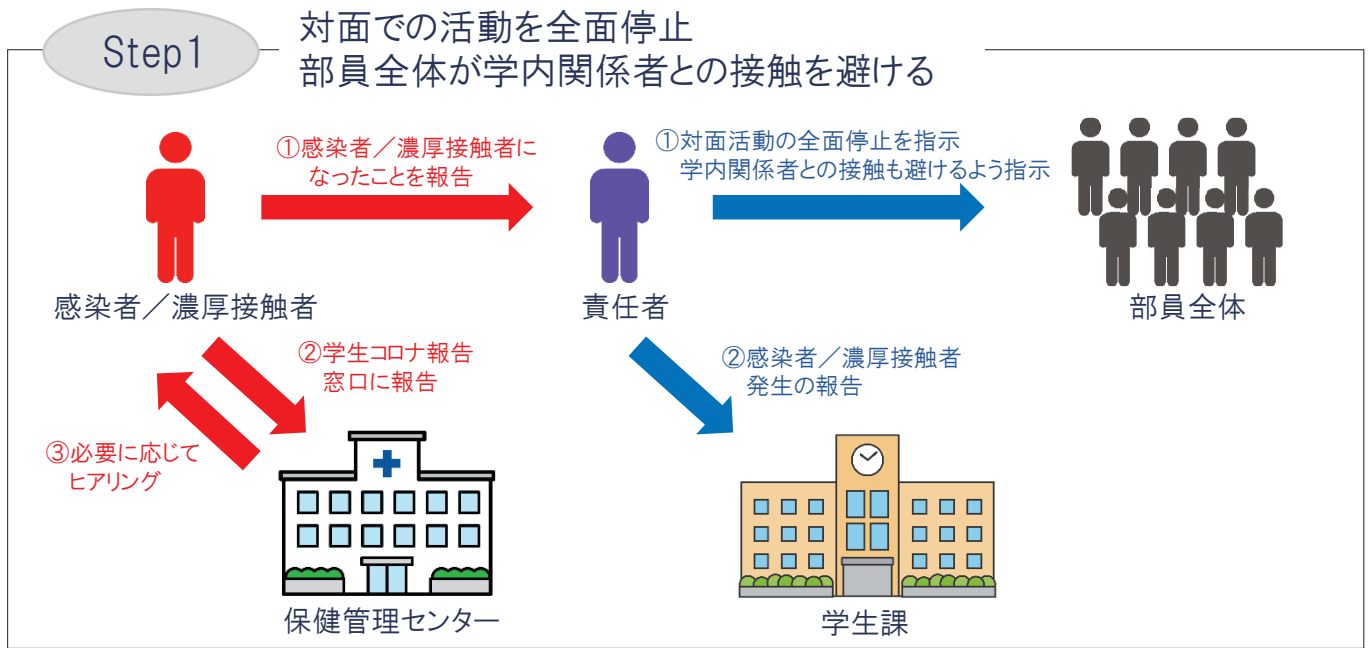 Step1
対面での活動を全面停止
部員全体が学内関係者との接触を避ける
①感染者／濃厚接触者に
なったことを報告
①対面活動の全面停止を指示
学内関係者との接触も避けるよう指示
感染者／濃厚接触者
責任者
部員全体
②学生コロナ報告
窓口に報告
②感染者／濃厚接触者
発生の報告
③必要に応じて
ヒアリング
保健管理センター
学生課